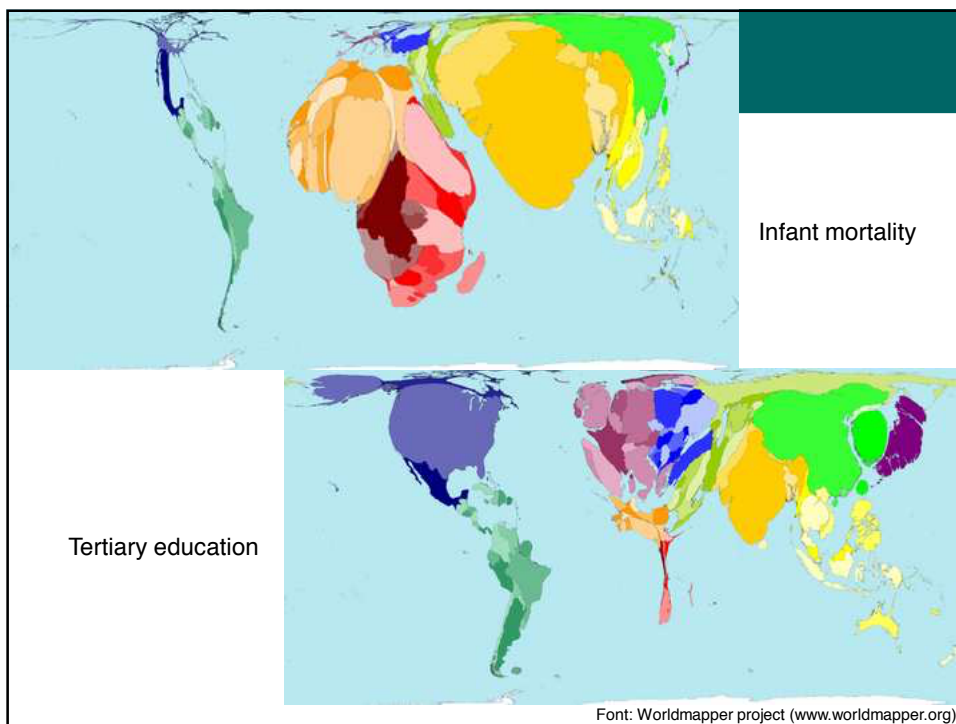 Infant mortality
Tertiary education
Font: Worldmapper project (www.worldmapper.org)